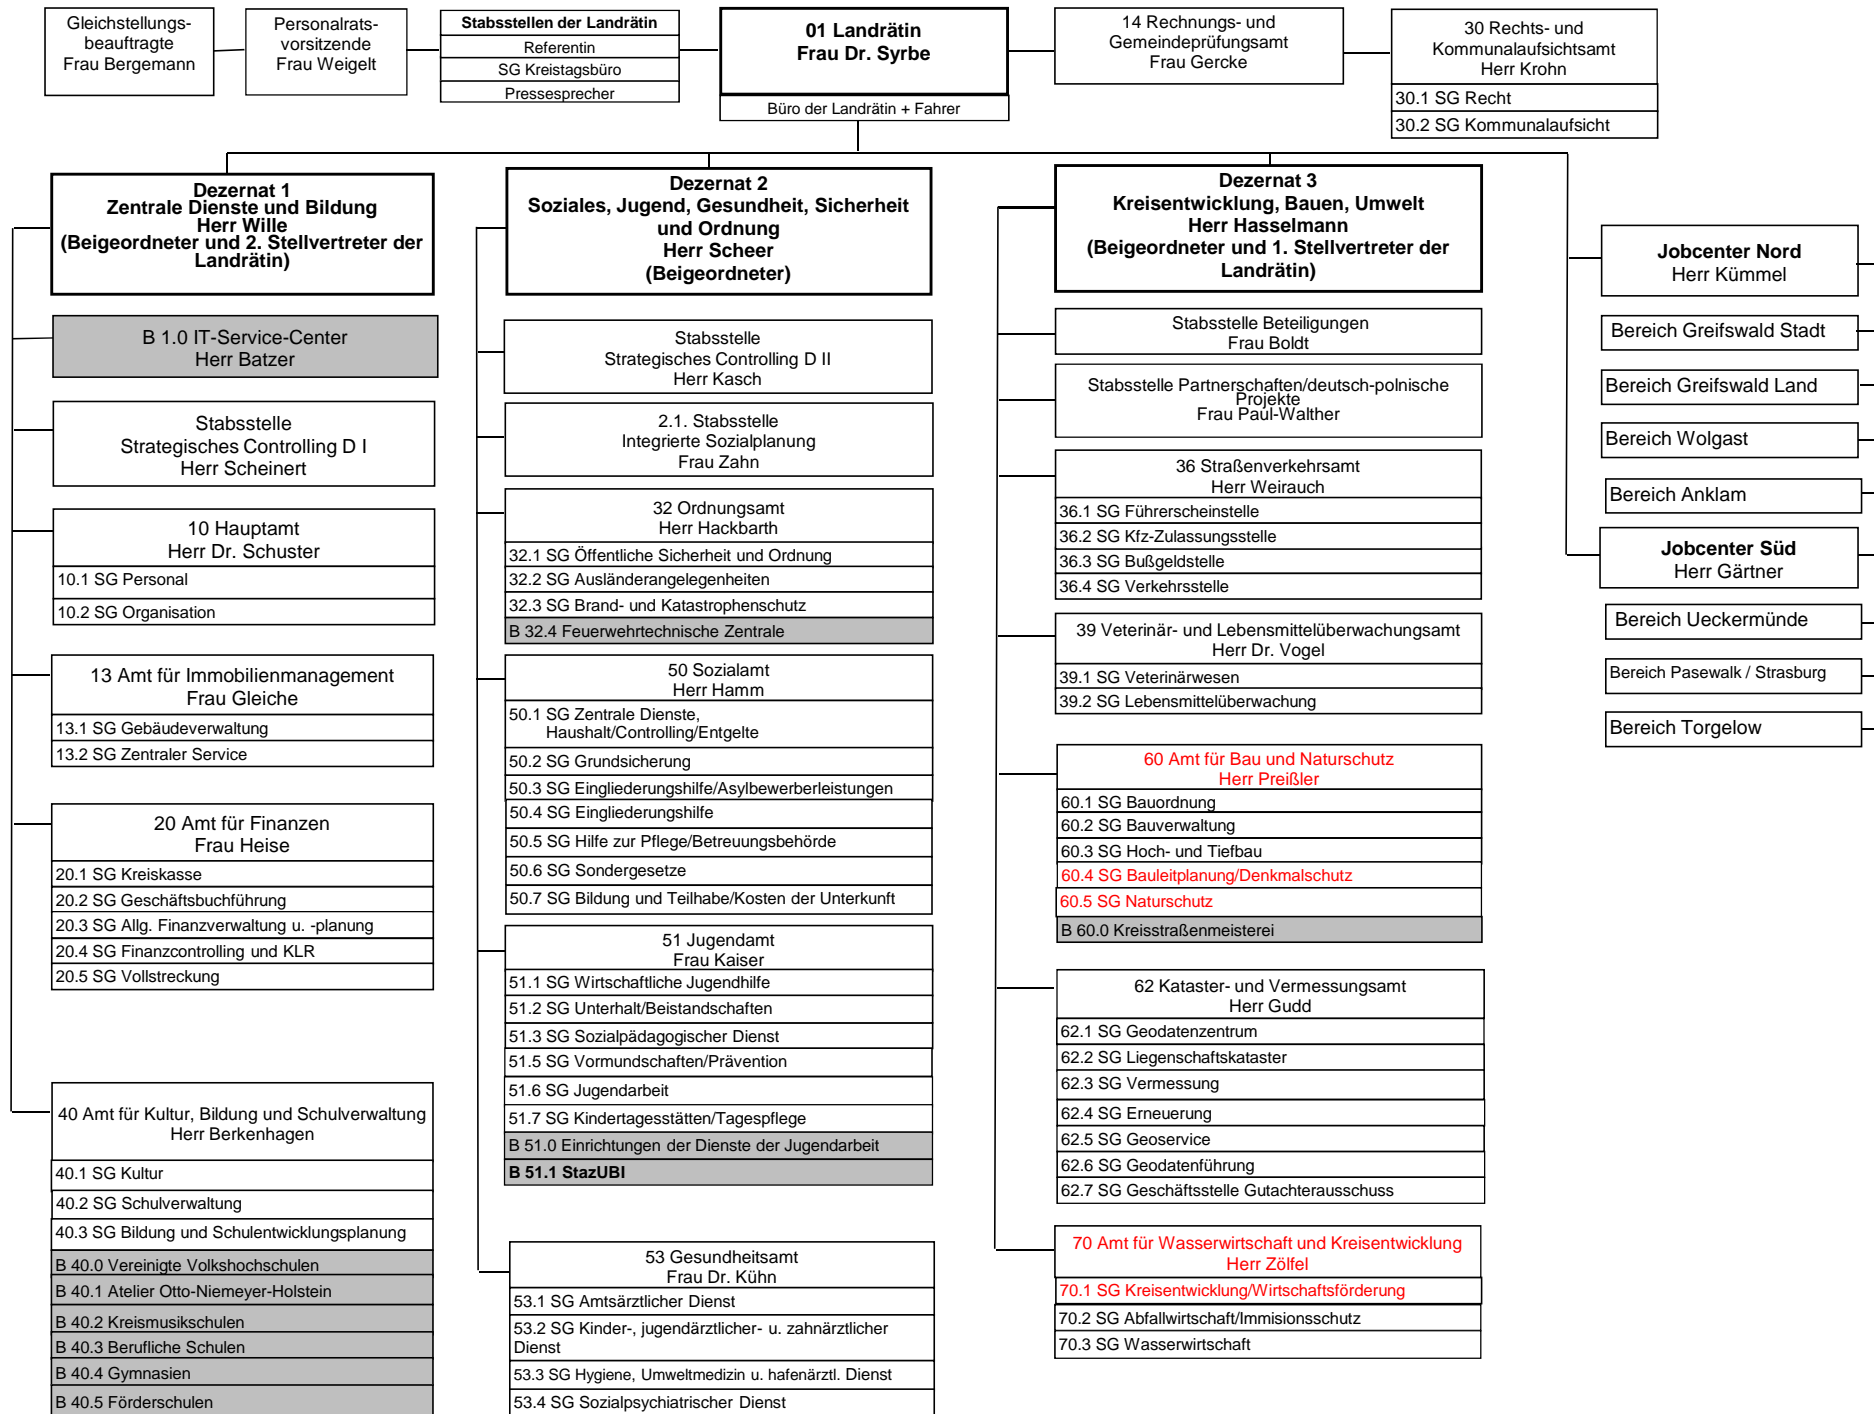 Gleichstellungs-
beauftragte
Frau Bergemann
Personalrats-
vorsitzende
Frau Weigelt
Stabsstellen der Landrätin
Referentin
SG Kreistagsbüro
Pressesprecher
01 Landrätin
Frau Dr. Syrbe
Büro der Landrätin + Fahrer
14 Rechnungs- und
Gemeindeprüfungsamt
Frau Gercke
30 Rechts- und
Kommunalaufsichtsamt
Herr Krohn
30.1 SG Recht
30.2 SG Kommunalaufsicht
Dezernat 1
Zentrale Dienste und Bildung
Herr Wille
(Beigeordneter und 2. Stellvertreter der
Landrätin)
B 1.0 IT-Service-Center
Herr Batzer
Stabsstelle
Strategisches Controlling D I
Herr Scheinert
10 Hauptamt
Herr Dr. Schuster
10.1 SG Personal
10.2 SG Organisation
13 Amt für Immobilienmanagement
Frau Gleiche
13.1 SG Gebäudeverwaltung
13.2 SG Zentraler Service
20 Amt für Finanzen
Frau Heise
20.1 SG Kreiskasse
20.2 SG Geschäftsbuchführung
20.3 SG Allg. Finanzverwaltung u. -planung
20.4 SG Finanzcontrolling und KLR
20.5 SG Vollstreckung
40 Amt für Kultur, Bildung und Schulverwaltung
Herr Berkenhagen
40.1 SG Kultur
40.2 SG Schulverwaltung
40.3 SG Bildung und Schulentwicklungsplanung
B 40.0 Vereinigte Volkshochschulen
B 40.1 Atelier Otto-Niemeyer-Holstein
B 40.2 Kreismusikschulen
B 40.3 Berufliche Schulen
B 40.4 Gymnasien
B 40.5 Förderschulen
Dezernat 2
Soziales, Jugend, Gesundheit, Sicherheit
und Ordnung
Herr Scheer
(Beigeordneter)
Stabsstelle
Strategisches Controlling D II
Herr Kasch
2.1. Stabsstelle
Integrierte Sozialplanung
Frau Zahn
32 Ordnungsamt
Herr Hackbarth
32.1 SG Öffentliche Sicherheit und Ordnung
32.2 SG Ausländerangelegenheiten
32.3 SG Brand- und Katastrophenschutz
B 32.4 Feuerwehrtechnische Zentrale
50 Sozialamt
Herr Hamm
50.1 SG Zentrale Dienste,
Haushalt/Controlling/Entgelte
50.2 SG Grundsicherung
50.3 SG Eingliederungshilfe/Asylbewerberleistungen
50.4 SG Eingliederungshilfe
50.5 SG Hilfe zur Pflege/Betreuungsbehörde
50.6 SG Sondergesetze
50.7 SG Bildung und Teilhabe/Kosten der Unterkunft
51 Jugendamt
Frau Kaiser
51.1 SG Wirtschaftliche Jugendhilfe
51.2 SG Unterhalt/Beistandschaften
51.3 SG Sozialpädagogischer Dienst
51.5 SG Vormundschaften/Prävention
51.6 SG Jugendarbeit
51.7 SG Kindertagesstätten/Tagespflege
B 51.0 Einrichtungen der Dienste der Jugendarbeit
B 51.1 StazUBI
53 Gesundheitsamt
Frau Dr. Kühn
53.1 SG Amtsärztlicher Dienst
53.2 SG Kinder-, jugendärztlicher- u. zahnärztlicher
Dienst
53.3 SG Hygiene, Umweltmedizin u. hafenärztl. Dienst
53.4 SG Sozialpsychiatrischer Dienst
Dezernat 3
Kreisentwicklung, Bauen, Umwelt
Herr Hasselmann
(Beigeordneter und 1. Stellvertreter der
Landrätin)
Stabsstelle Beteiligungen
Frau Boldt
Stabsstelle Partnerschaften/deutsch-polnische
Projekte
Frau Paul-Walther
36 Straßenverkehrsamt
Herr Weirauch
36.1 SG Führerscheinstelle
36.2 SG Kfz-Zulassungsstelle
36.3 SG Bußgeldstelle
36.4 SG Verkehrsstelle
39 Veterinär- und Lebensmittelüberwachungsamt
Herr Dr. Vogel
39.1 SG Veterinärwesen
39.2 SG Lebensmittelüberwachung
60 Amt für Bau und Naturschutz
Herr Preißler
60.1 SG Bauordnung
60.2 SG Bauverwaltung
60.3 SG Hoch- und Tiefbau
60.4 SG Bauleitplanung/Denkmalschutz
60.5 SG Naturschutz
B 60.0 Kreisstraßenmeisterei
62 Kataster- und Vermessungsamt
Herr Gudd
62.1 SG Geodatenzentrum
62.2 SG Liegenschaftskataster
62.3 SG Vermessung
62.4 SG Erneuerung
62.5 SG Geoservice
62.6 SG Geodatenführung
62.7 SG Geschäftsstelle Gutachterausschuss
70 Amt für Wasserwirtschaft und Kreisentwicklung
Herr Zölfel
70.1 SG Kreisentwicklung/Wirtschaftsförderung
70.2 SG Abfallwirtschaft/Immisionsschutz
70.3 SG Wasserwirtschaft
Jobcenter Nord
Herr Kümmel
Bereich Greifswald Stadt
Bereich Greifswald Land
Bereich Wolgast
Bereich Anklam
Jobcenter Süd
Herr Gärtner
Bereich Ueckermünde
Bereich Pasewalk / Strasburg
Bereich Torgelow